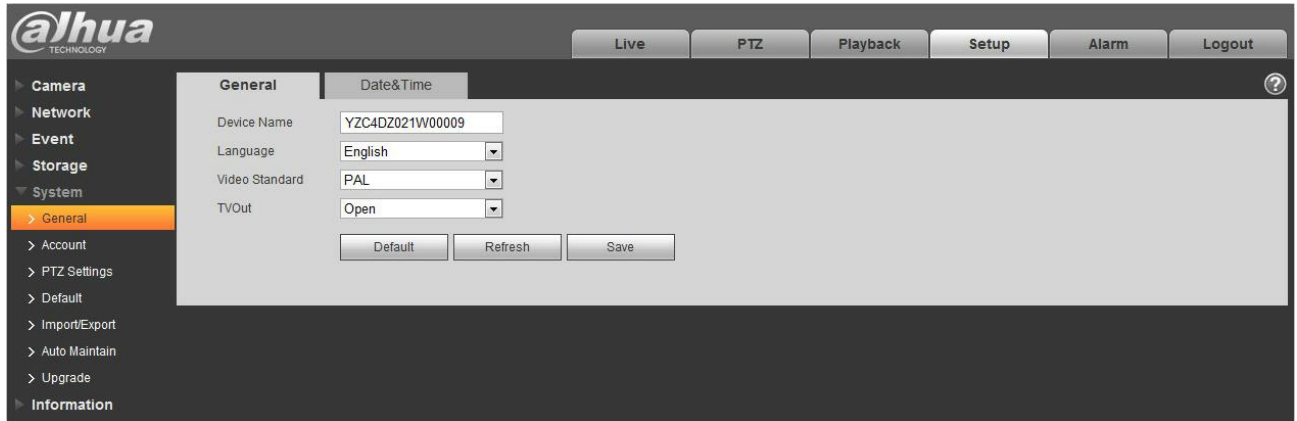 alhua
TECHNOLOGY
Live PTZ Playback Setup Alarm Logout
Camera
Network
Event
Storage
System
> General
> Account
> PTZ Settings
> Default
> Import/Export
> Auto Maintain
> Upgrade
Information
General Date&Time ?
Device Name YZC4DZ021W00009
Language English
Video Standard PAL
TVOut Open
Default Refresh Save